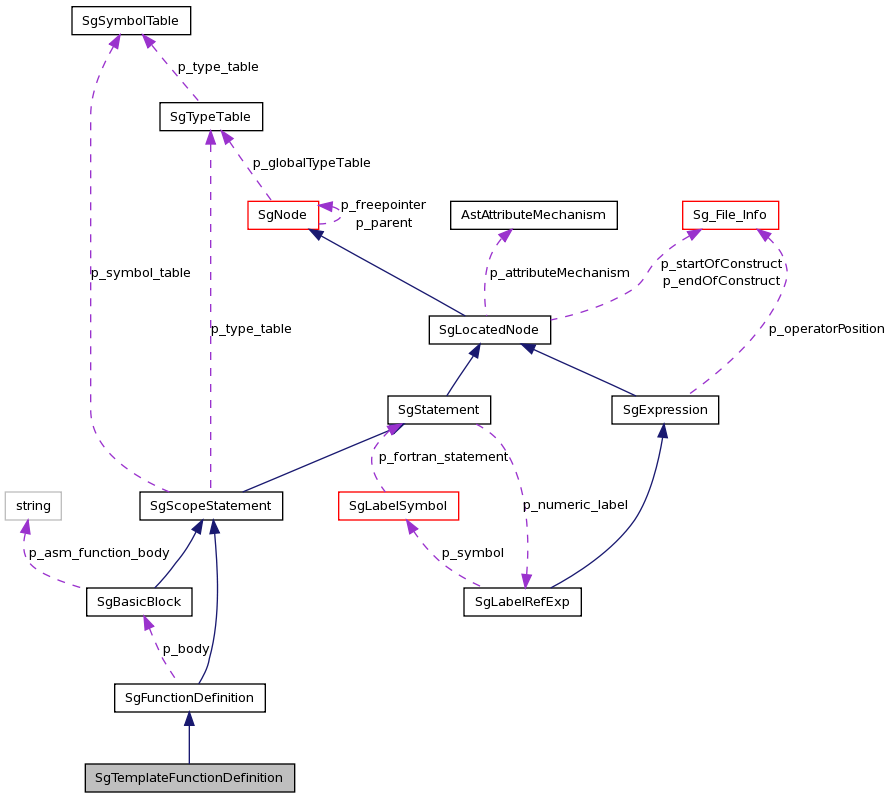 SgSymbolTable
p_type_table
SgTypeTable
p_globalTypeTable
SgNode
p_freepointer
p_parent
AstAttributeMechanism
Sg_File_Info
p_symbol_table
p_attributeMechanism
p_startOfConstruct
p_endOfConstruct
p_type_table
SgLocatedNode
p_operatorPosition
SgStatement
SgExpression
p_fortran_statement
string
SgScopeStatement
SgLabelSymbol
p_numeric_label
p_asm_function_body
p_symbol
SgBasicBlock
SgLabelRefExp
p_body
SgFunctionDefinition
SgTemplateFunctionDefinition